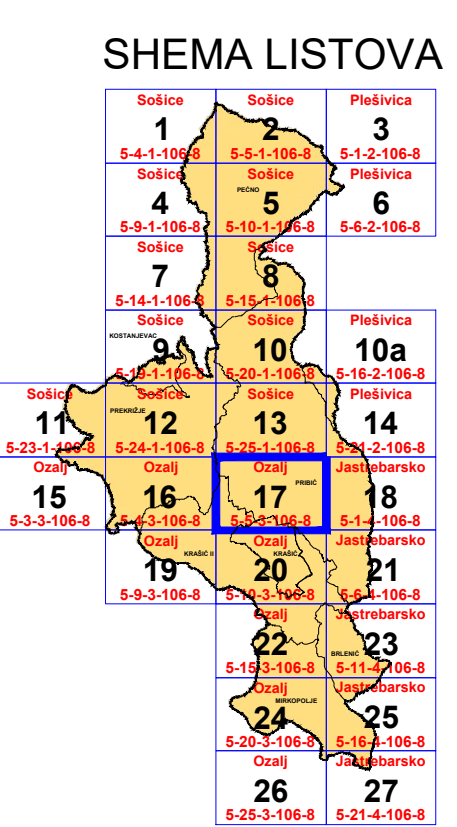 SHEMA LISTOVA
Sošice Sošice Plešivica
1 2 3
5-4-1-106-8 5-5-1-106-8 5-1-2-106-8
Sošice Sošice Plešivica
PEČNO
4 5 6
5-9-1-106-8 5-10-1-106-8 5-6-2-106-8
Sošice Sošice
7 8
5-14-1-106-8 5-15-1-106-8
Sošice Sošice Plešivica
KOSTANJEVAC
9 10 10a
5-19-1-106-8 5-20-1-106-8 5-16-2-106-8
Sošice Sošice Sošice Plešivica
PREKRIŽJE
11 12 13 14
5-23-1-106-8 5-24-1-106-8 5-25-1-106-8 5-21-2-106-8
Ozalj Ozalj Ozalj Jastrebarsko
PRIBIĆ
15 16 17 18
5-3-3-106-8 5-4-3-106-8 5-5-3-106-8 5-1-4-106-8
Ozalj Ozalj Jastrebarsko
KRAŠIĆ II KRAŠIĆ
19 20 21
5-9-3-106-8 5-10-3-106-8 5-6-4-106-8
Ozalj Jastrebarsko
22 23
BRLENIĆ
5-15-3-106-8 5-11-4-106-8
Ozalj Jastrebarsko
MIRKOPOLJE
24 25
5-20-3-106-8 5-16-4-106-8
Ozalj Jastrebarsko
26 27
5-25-3-106-8 5-21-4-106-8